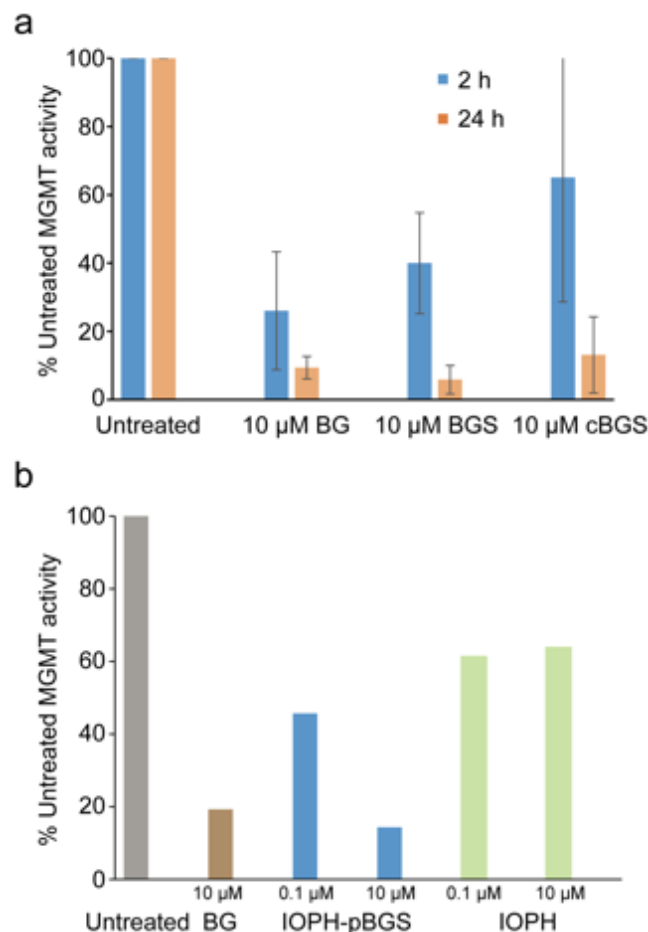 a
% Untreated MGMT activity
100
80
60
40
20
0
2 h
24 h
Untreated 10 µM BG 10 µM BGS 10 µM cBGS
b
% Untreated MGMT activity
100
80
60
40
20
0
10 µM 0.1 µM 10 µM 0.1 µM 10 µM
Untreated BG IOPH-pBGS IOPH